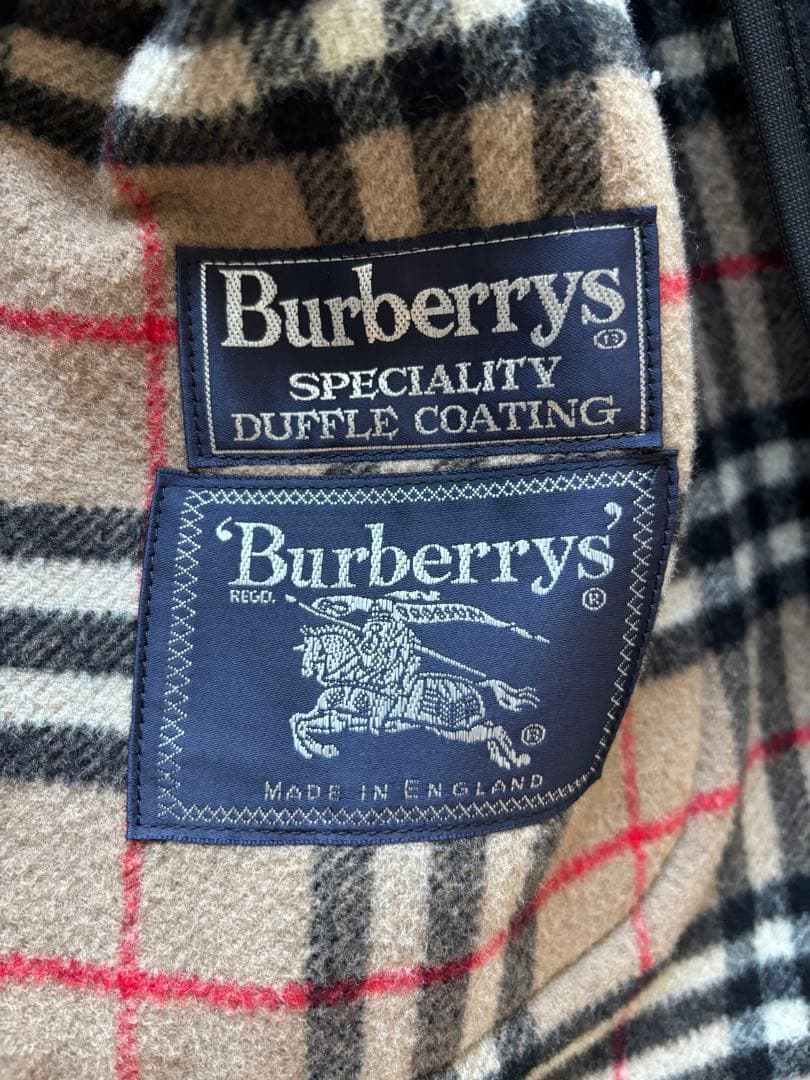 Burberrys
®
SPECIALITY
DUFFLE COATING
'Burberrys'
REGD. ®
®
MADE IN ENGLAND